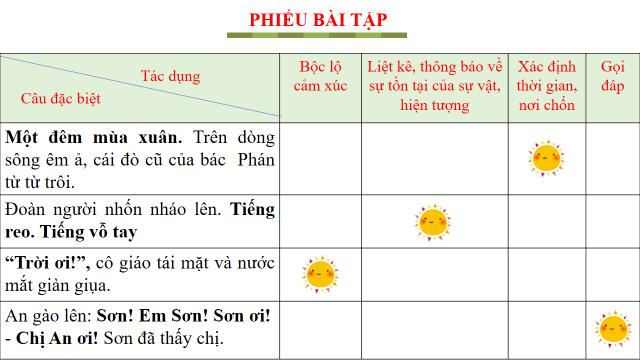 PHIẾU BÀI TẬP
Tác dụng
Câu đặc biệt
Bộc lộ
cảm xúc
Liệt kê, thông báo về
sự tồn tại của sự vật,
hiện tượng
Xác định
thời gian,
nơi chốn
Gọi
đáp
Một đêm mùa xuân. Trên dòng
sông êm ả, cái đò cũ của bác Phán
từ từ trôi.
Đoàn người nhốn nháo lên. Tiếng
reo. Tiếng vỗ tay
“Trời ơi!”, cô giáo tái mặt và nước
mắt giàn giụa.
An gào lên: Sơn! Em Sơn! Sơn ơi!
- Chị An ơi! Sơn đã thấy chị.